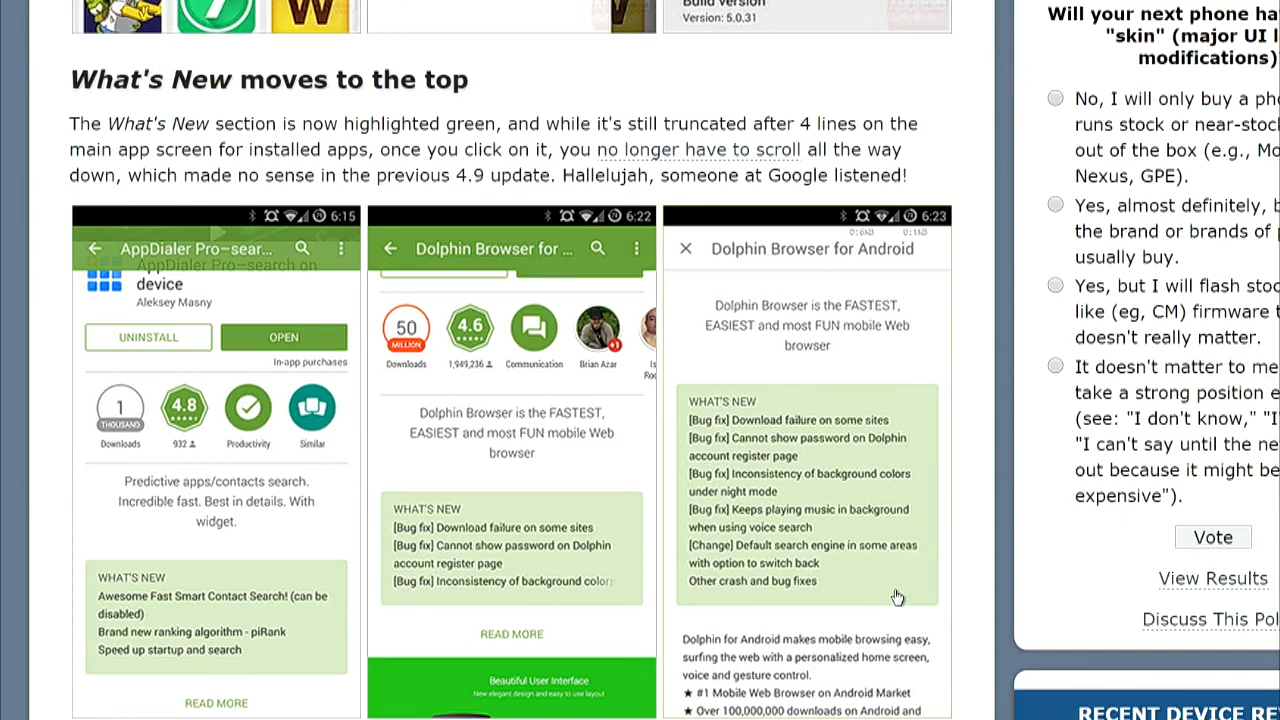 W
Build version
Version: 5.0.31
What's New moves to the top
The What's New section is now highlighted green, and while it's still truncated after 4 lines on the
main app screen for installed apps, once you click on it, you no longer have to scroll all the way
down, which made no sense in the previous 4.9 update. Hallelujah, someone at Google listened!
6:15
AppDialer Pro–sear...
AppDialer Pro–search on
device
Aleksey Masny
UNINSTALL
OPEN
In-app purchases
1
THOUSAND
4.8
Downloads
932
Productivity
Similar
Predictive apps/contacts search.
Incredible fast. Best in details. With
widget.
WHAT'S NEW
Awesome Fast Smart Contact Search! (can be
disabled)
Brand new ranking algorithm - piRank
Speed up startup and search
READ MORE
6:22
Dolphin Browser for ...
50
MILLION
4.6
+1
Downloads
1,949,236
Communication
Brian Azar
Dolphin Browser is the FASTEST,
EASIEST and most FUN mobile Web
browser
WHAT'S NEW
[Bug fix] Download failure on some sites
[Bug fix] Cannot show password on Dolphin
account register page
[Bug fix] Inconsistency of background color
READ MORE
Beautiful User Interface
New elegant design and easy to use layout
6:23
Dolphin Browser for Android
Dolphin Browser is the FASTEST,
EASIEST and most FUN mobile Web
browser
WHAT'S NEW
[Bug fix] Download failure on some sites
[Bug fix] Cannot show password on Dolphin
account register page
[Bug fix] Inconsistency of background colors
under night mode
[Bug fix] Keeps playing music in background
when using voice search
[Change] Default search engine in some areas
with option to switch back
Other crash and bug fixes
Dolphin for Android makes mobile browsing easy,
surfing the web with a personalized home screen,
voice and gesture control.
★ #1 Mobile Web Browser on Android Market
★ Over 100,000,000 downloads on Android and
Will your next phone ha
"skin" (major UI
modifications)
No, I will only buy a ph
runs stock or near-stoc
out of the box (e.g., Mo
Nexus, GPE).
Yes, almost definitely, b
the brand or brands of
usually buy.
Yes, but I will flash stoc
like (eg, CM) firmware
doesn't really matter.
It doesn't matter to me
take a strong position e
(see: "I don't know," "I
"I can't say until the ne
out because it might be
expensive").
Vote
View Results
Discuss This Pol
RECENT DEVICE RE